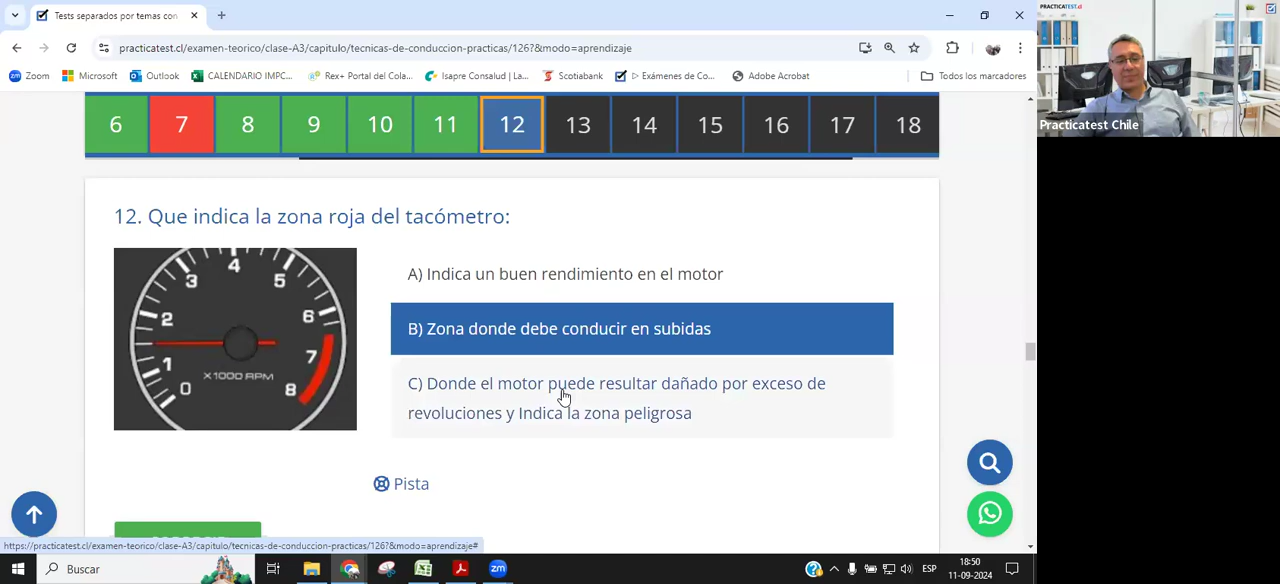 Tests separados por temas con
practicatest.cl/examen-teorico/clase-A3/capitulo/tecnicas-de-conduccion-practicas/126?&modo=aprendizaje
Zoom
Microsoft
Outlook
CALENDARIO IMPC...
Rex+ Portal del Cola...
Isapre Consalud | La...
Scotiabank
Exámenes de Co...
Adobe Acrobat
Todos los marcadores
PRACTICATEST.cl
Practicatest Chile
6 7 8 9 10 11 12 13 14 15 16 17 18
12. Que indica la zona roja del tacómetro:
0 1 2 3 4 5 6 7 8
X1000 RPM
A) Indica un buen rendimiento en el motor
B) Zona donde debe conducir en subidas
C) Donde el motor puede resultar dañado por exceso de
revoluciones y Indica la zona peligrosa
Pista
https://practicatest.cl/examen-teorico/clase-A3/capitulo/tecnicas-de-conduccion-practicas/126?&modo=aprendizaje#
Buscar
zm
ESP
18:50
11-09-2024